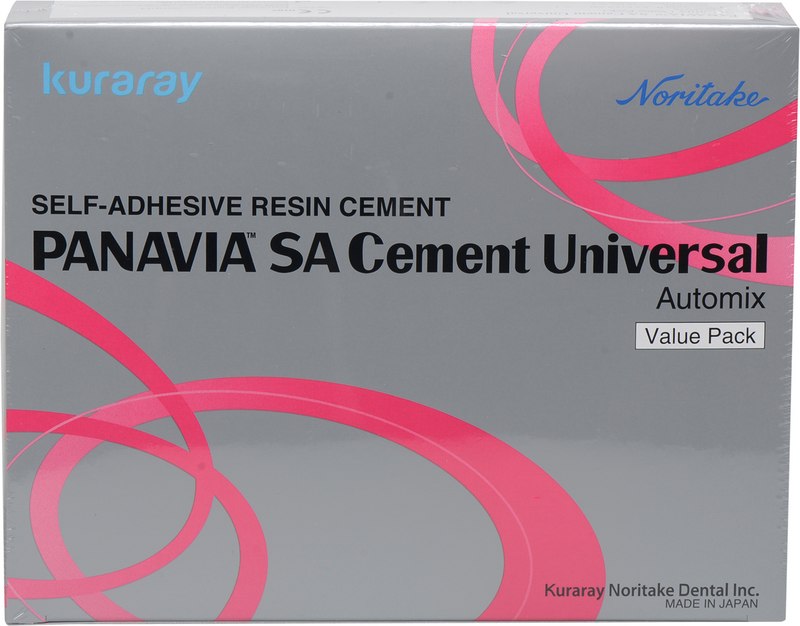 kuraray
Noritake
SELF-ADHESIVE RESIN CEMENT
PANAVIA™ SA Cement Universal
Automix
Value Pack
Kuraray Noritake Dental Inc.
MADE IN JAPAN